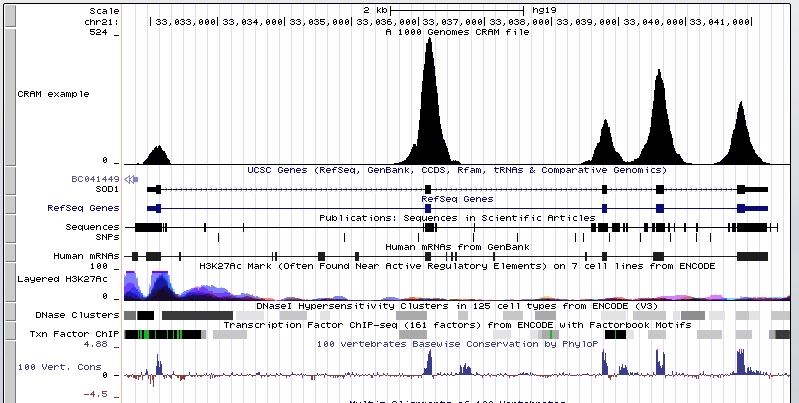 Scale 2 kb hg19
chr21: 33,033,000 33,034,000 33,035,000 33,036,000 33,037,000 33,038,000 33,039,000 33,040,000 33,041,000
524 _ A 1000 Genomes CRAM file
CRAM example
0 _
UCSC Genes (RefSeq, GenBank, CCDS, Rfam, tRNAs & Comparative Genomics)
BC041449
SOD1
RefSeq Genes
RefSeq Genes
Publications: Sequences in Scientific Articles
Sequences
SNPs
Human mRNAs from GenBank
Human mRNAs
H3K27Ac Mark (Often Found Near Active Regulatory Elements) on 7 cell lines from ENCODE
100 _
Layered H3K27Ac
0 _
DNaseI Hypersensitivity Clusters in 125 cell types from ENCODE (V3)
DNase Clusters
Transcription Factor ChIP-seq (161 factors) from ENCODE with Factorbook Motifs
Txn Factor ChIP
4.88 _ 100 vertebrates Basewise Conservation by PhyloP
100 Vert. Cons
0 _
-4.5 _